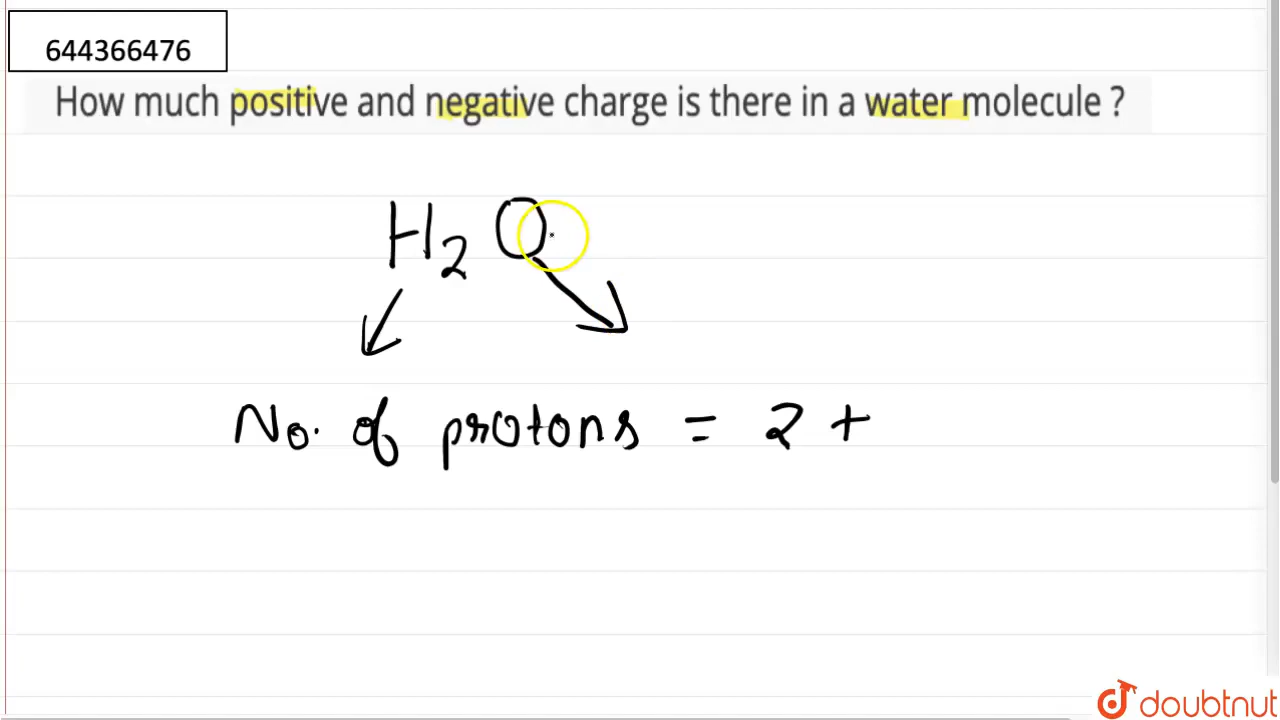 644366476
How much positive and negative charge is there in a water molecule ?
H2O
No. of protons = 2 +
doubtnut